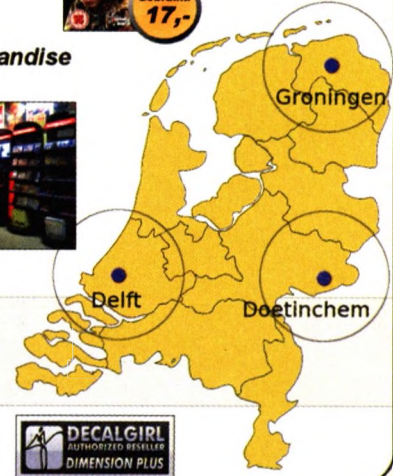 17,-
andise
Groningen
Delft
Doetinchem
DECALGIRL
AUTHORIZED RESELLER
DIMENSION PLUS